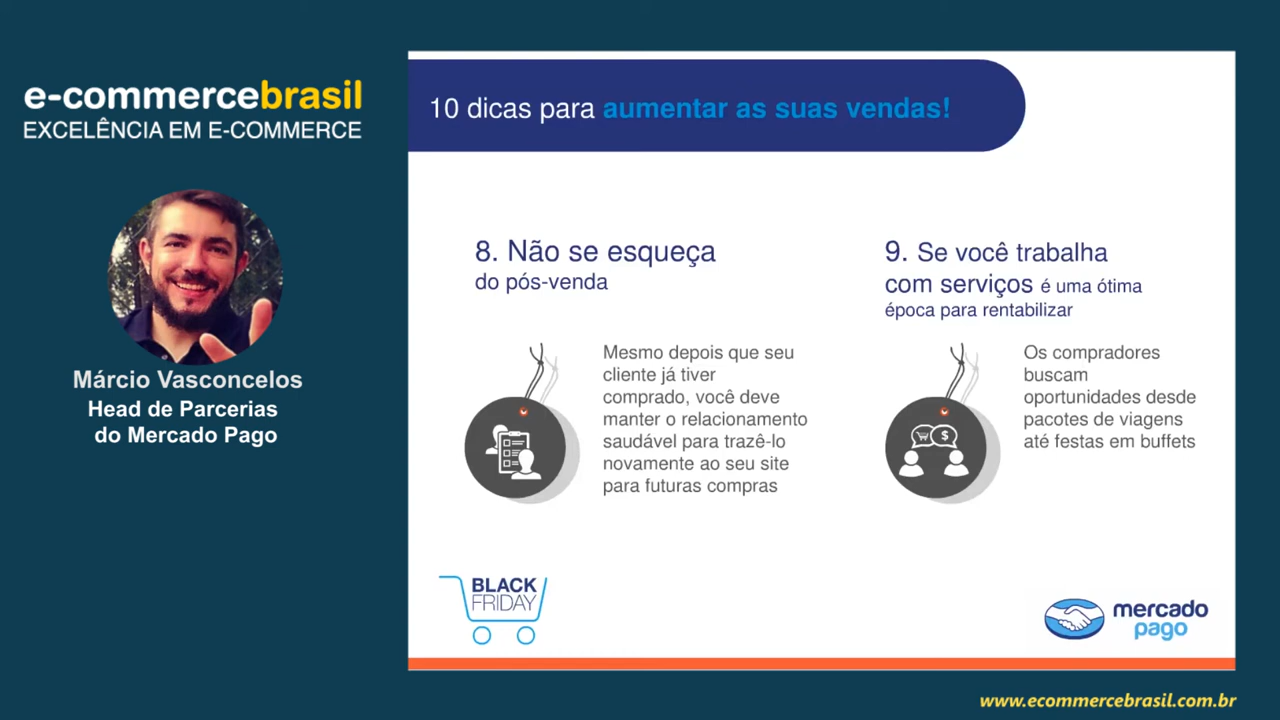 e-commercebrasil
EXCELÊNCIA EM E-COMMERCE
Márcio Vasconcelos
Head de Parcerias
do Mercado Pago
10 dicas para aumentar as suas vendas!
8. Não se esqueça
do pós-venda
Mesmo depois que seu
cliente já tiver
comprado, você deve
manter o relacionamento
saudável para trazê-lo
novamente ao seu site
para futuras compras
9. Se você trabalha
com serviços é uma ótima
época para rentabilizar
$
Os compradores
buscam
oportunidades desde
pacotes de viagens
até festas em buffets
BLACK
FRIDAY
mercado
pago
www.ecommercebrasil.com.br